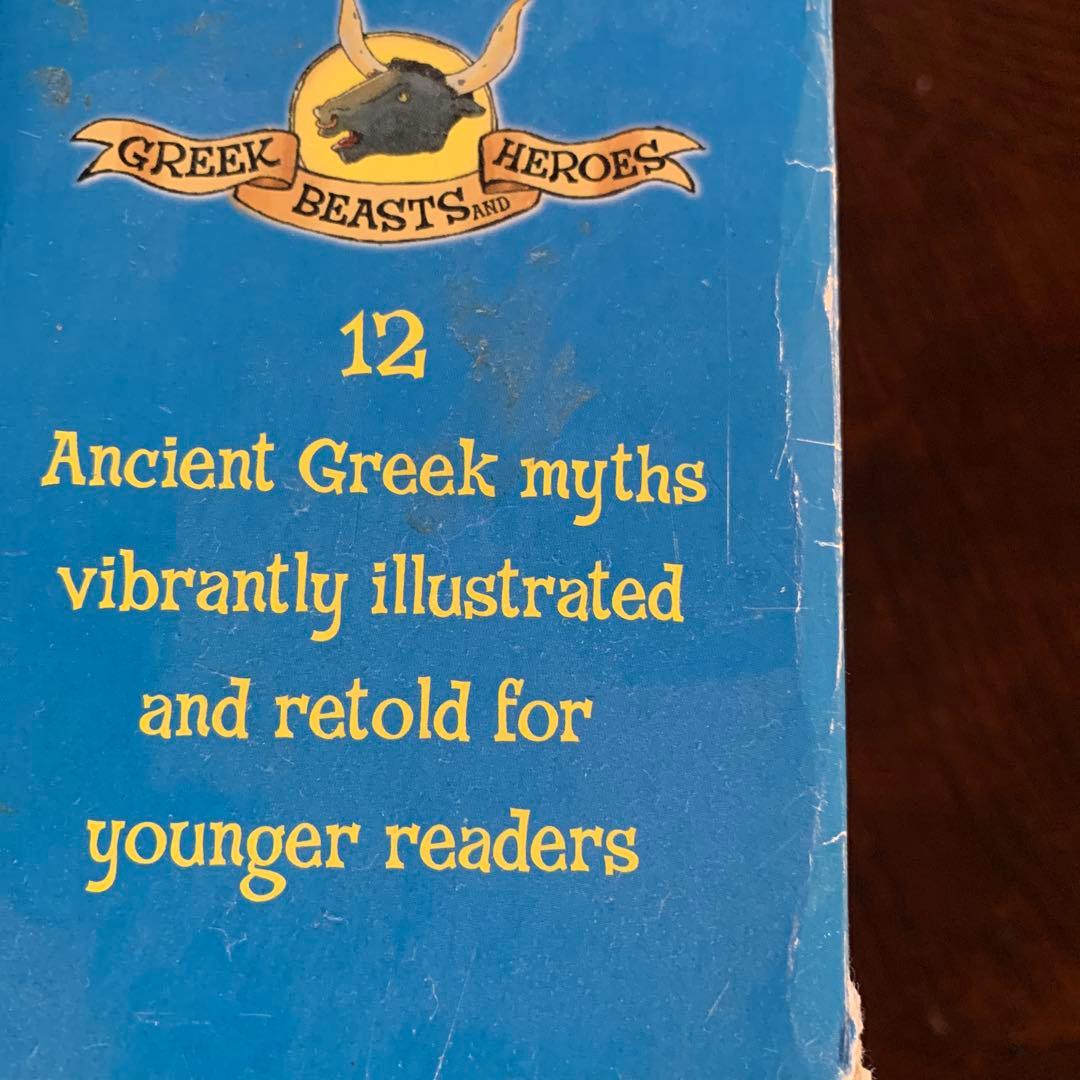 GREEK BEASTS AND HEROES
12
Ancient Greek myths
vibrantly illustrated
and retold for
younger readers